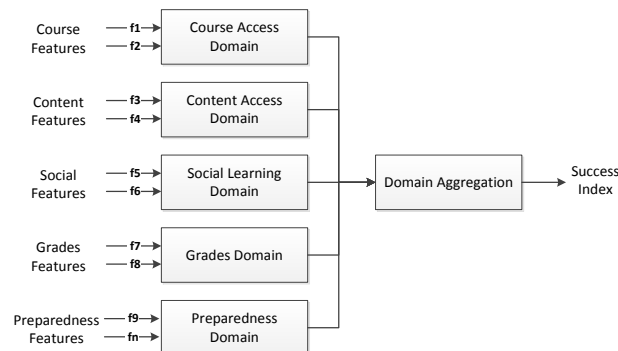 Course
Features
f1
f2
Course Access
Domain
Content
Features
f3
f4
Content Access
Domain
Social
Features
f5
f6
Social Learning
Domain
Domain Aggregation
Success
Index
Grades
Features
f7
f8
Grades Domain
Preparedness
Features
f9
fn
Preparedness
Domain